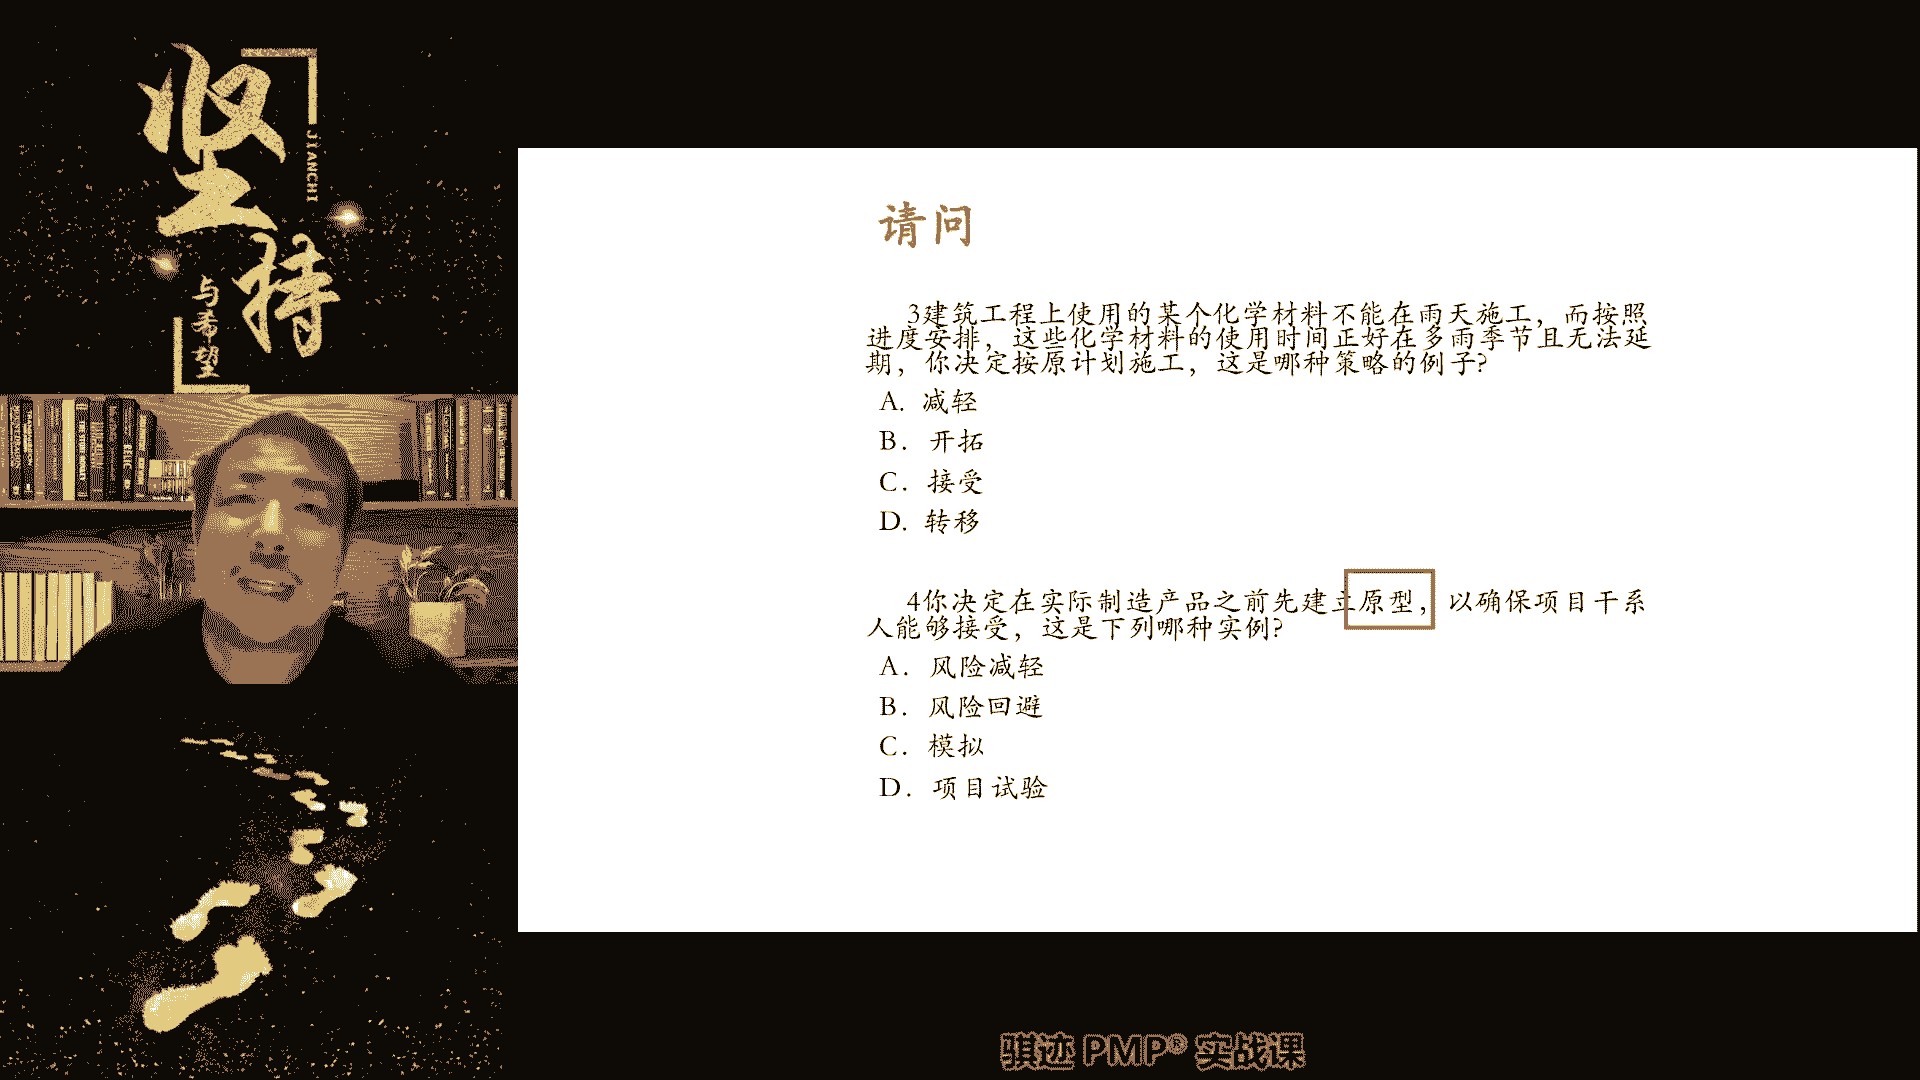 坚持
JIANCHI
与希望
请问
3建筑工程上使用的某个化学材料不能在雨天施工，而按照
进度安排，这些化学材料的使用时间正好在多雨季节且无法延
期，你决定按原计划施工，这是哪种策略的例子?
A. 减轻
B. 开拓
C. 接受
D. 转移
4你决定在实际制造产品之前先建立原型，以确保项目干系
人能够接受，这是下列哪种实例?
A. 风险减轻
B. 风险回避
C. 模拟
D. 项目试验
骐迹 PMP® 实战课